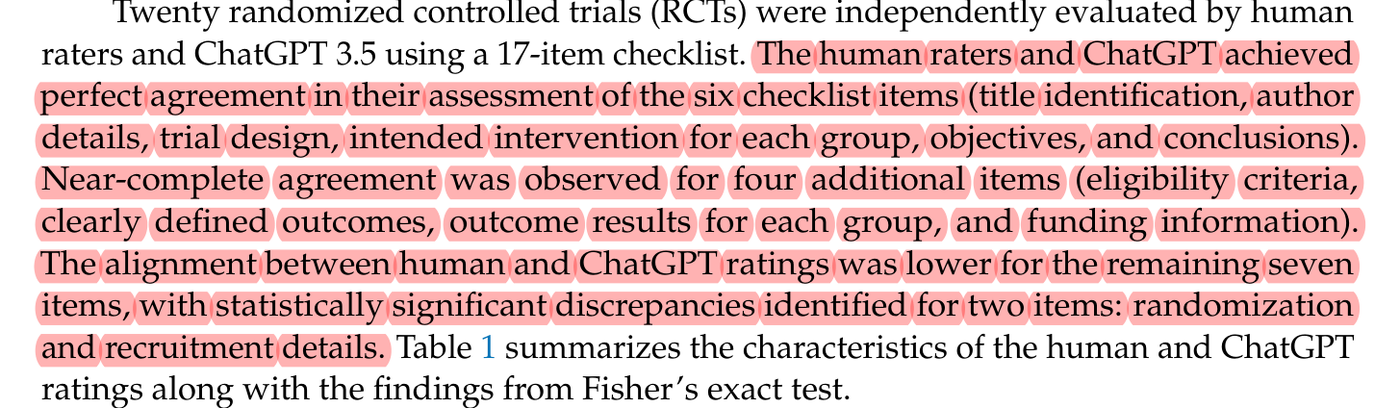 Twenty randomized controlled trials (RCTs) were independently evaluated by human
raters and ChatGPT 3.5 using a 17-item checklist. The human raters and ChatGPT achieved
perfect agreement in their assessment of the six checklist items (title identification, author
details, trial design, intended intervention for each group, objectives, and conclusions).
Near-complete agreement was observed for four additional items (eligibility criteria,
clearly defined outcomes, outcome results for each group, and funding information).
The alignment between human and ChatGPT ratings was lower for the remaining seven
items, with statistically significant discrepancies identified for two items: randomization
and recruitment details. Table 1 summarizes the characteristics of the human and ChatGPT
ratings along with the findings from Fisher's exact test.